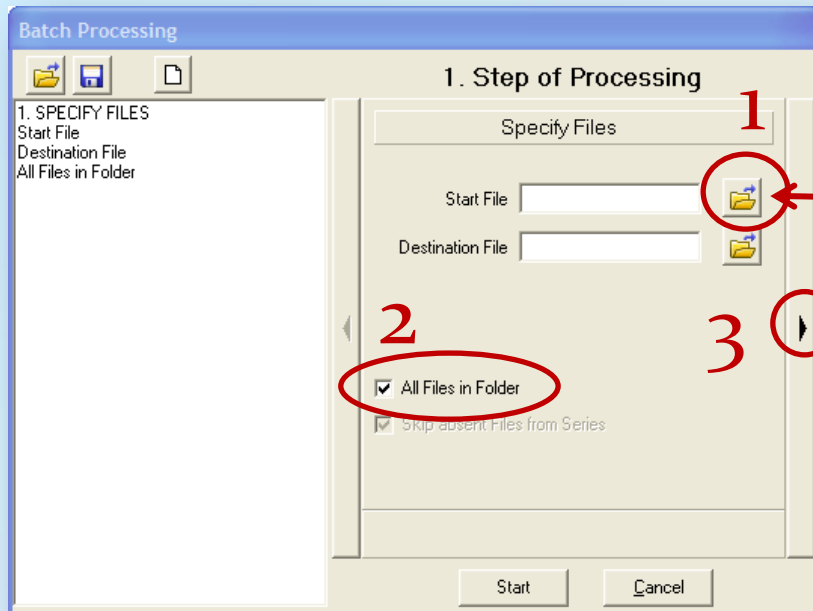 Batch Processing
1. SPECIFY FILES
Start File
Destination File
All Files in Folder
1. Step of Processing
1
Specify Files
Start File
Destination File
2
3
All Files in Folder
Skip absent Files from Series
Start
Cancel